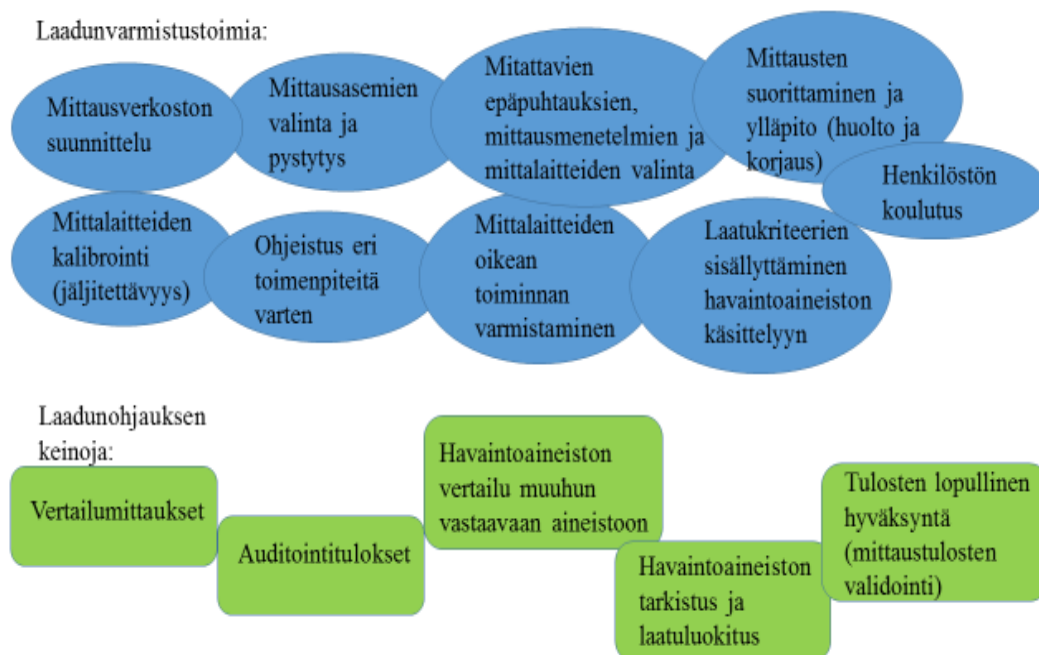 Laadunvarmistustoimia:
Mittausverkoston
suunnittelu
Mittausasemien
valinta ja
pystytys
Mitattavien
epäpuhtauksien,
mittausmenetelmien ja
mittalaitteiden valinta
Mittausten
suorittaminen ja
ylläpito (huolto ja
korjaus)
Henkilöstön
koulutus
Mittalaitteiden
kalibrointi
(jäljitettävyys)
Ohjeistus eri
toimenpiteitä
varten
Mittalaitteiden
oikean
toiminnan
varmistaminen
Laatukriteerien
sisällyttäminen
havaintoaineiston
käsittelyyn
Laadunohjauksen
keinoja:
Vertailumittaukset
Auditointitulokset
Havaintoaineiston
vertailu muuhun
vastaavaan aineistoon
Havaintoaineiston
tarkistus ja
laatuluokitus
Tulosten lopullinen
hyväksyntä
(mittaustulosten
validointi)